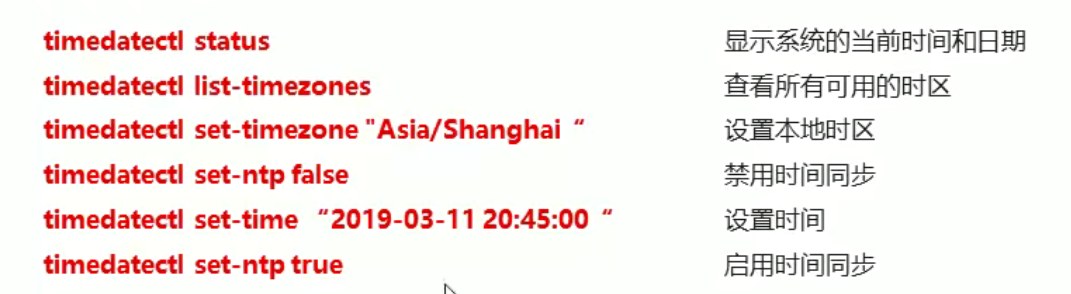 timedatectl status 显示系统的当前时间和日期
timedatectl list-timezones 查看所有可用的时区
timedatectl set-timezone "Asia/Shanghai “ 设置本地时区
timedatectl set-ntp false 禁用时间同步
timedatectl set-time “2019-03-11 20:45:00 “ 设置时间
timedatectl set-ntp true 启用时间同步